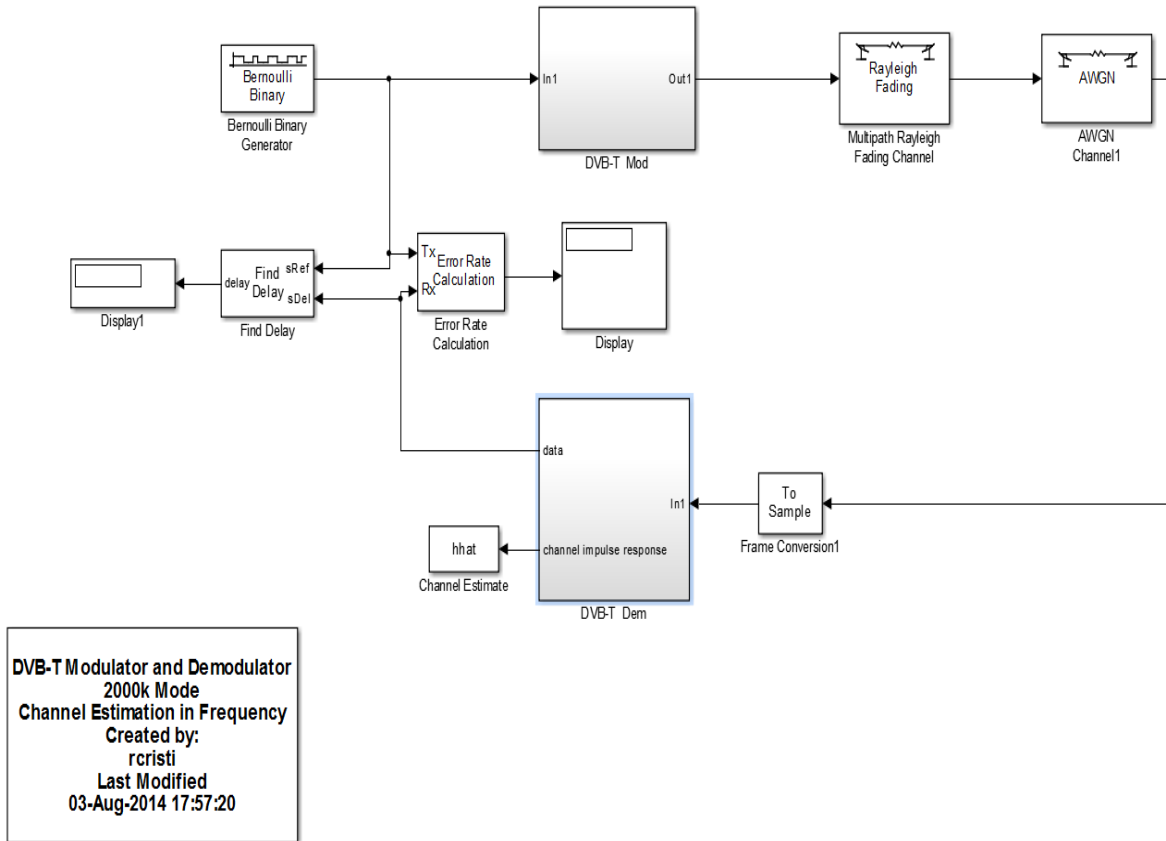 Bernoulli
Binary
Bernoulli Binary
Generator
In1
Out1
DVB-T Mod
Rayleigh
Fading
Multipath Rayleigh
Fading Channel
AWGN
AWGN
Channel1
Display1
delay
Find
Delay
sRef
sDel
Find Delay
Tx
Rx
Error Rate
Calculation
Error Rate
Calculation
Display
data
In1
channel impulse response
DVB-T Dem
hhat
Channel Estimate
To
Sample
Frame Conversion1
DVB-T Modulator and Demodulator
2000k Mode
Channel Estimation in Frequency
Created by:
rcristi
Last Modified
03-Aug-2014 17:57:20